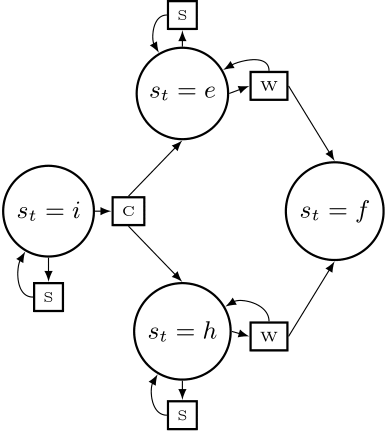 S
s_t = e
W
s_t = i
C
s_t = f
S
s_t = h
W
S